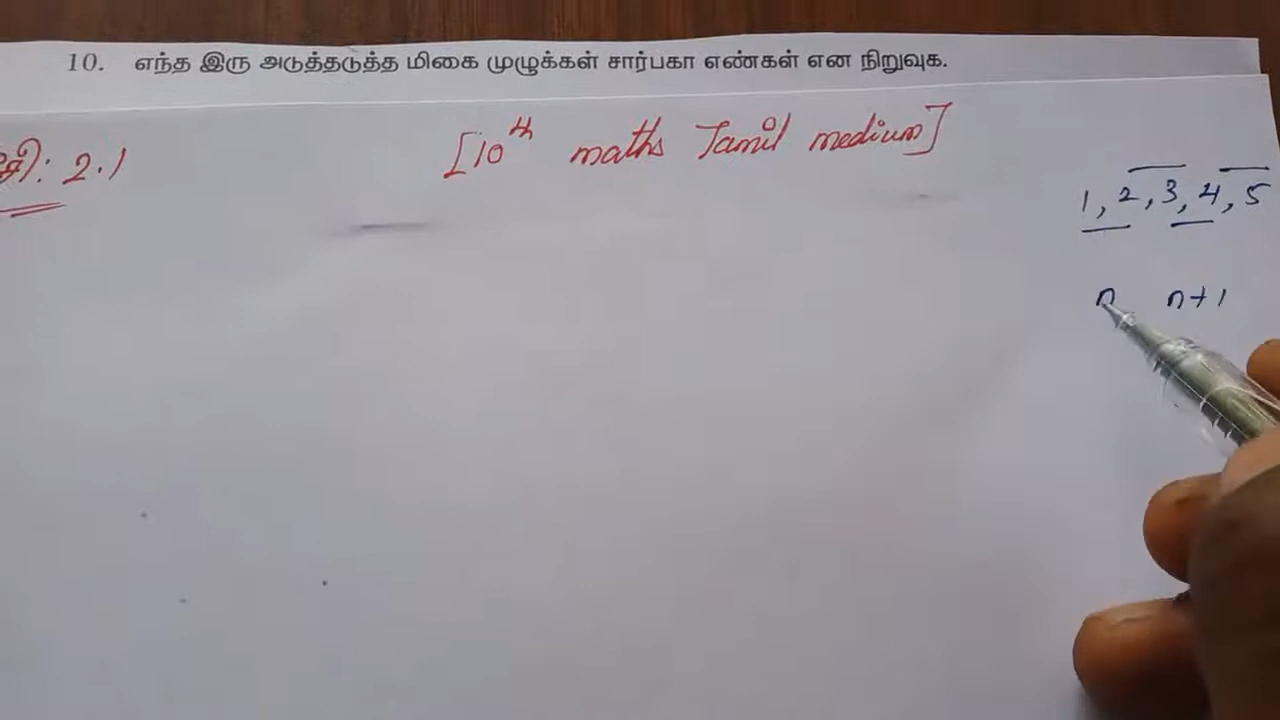 10. எந்த இரு அடுத்தடுத்த மிகை முழுக்கள் சார்பகா எண்கள் என நிறுவுக.
[10th maths Tamil medium]
2.1
1, 2, 3, 4, 5
n n+1